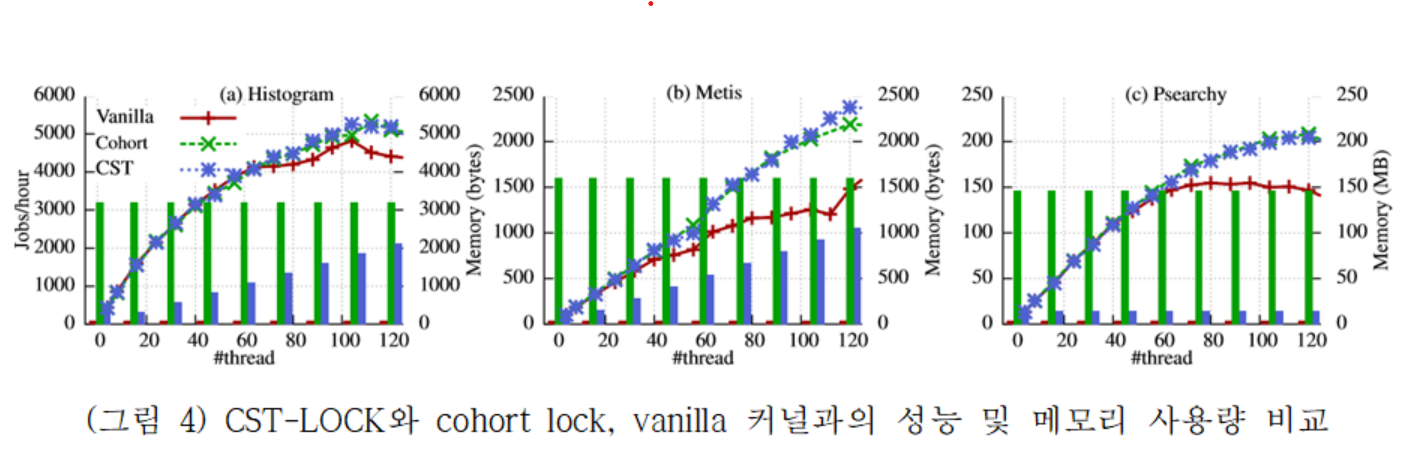 (a) Histogram
Vanilla
Cohort
CST
Jobs/hour
6000
5000
4000
3000
2000
1000
0
0 20 40 60 80 100 120
#thread
6000
5000
4000
3000
2000
1000
0
Memory (bytes)
(b) Metis
2500
2000
1500
1000
500
0
0 20 40 60 80 100 120
#thread
2500
2000
1500
1000
500
0
Memory (bytes)
(c) Psearchy
250
200
150
100
50
0
0 20 40 60 80 100 120
#thread
250
200
150
100
50
0
Memory (MB)
(그림 4) CST-LOCK와 cohort lock, vanilla 커널과의 성능 및 메모리 사용량 비교